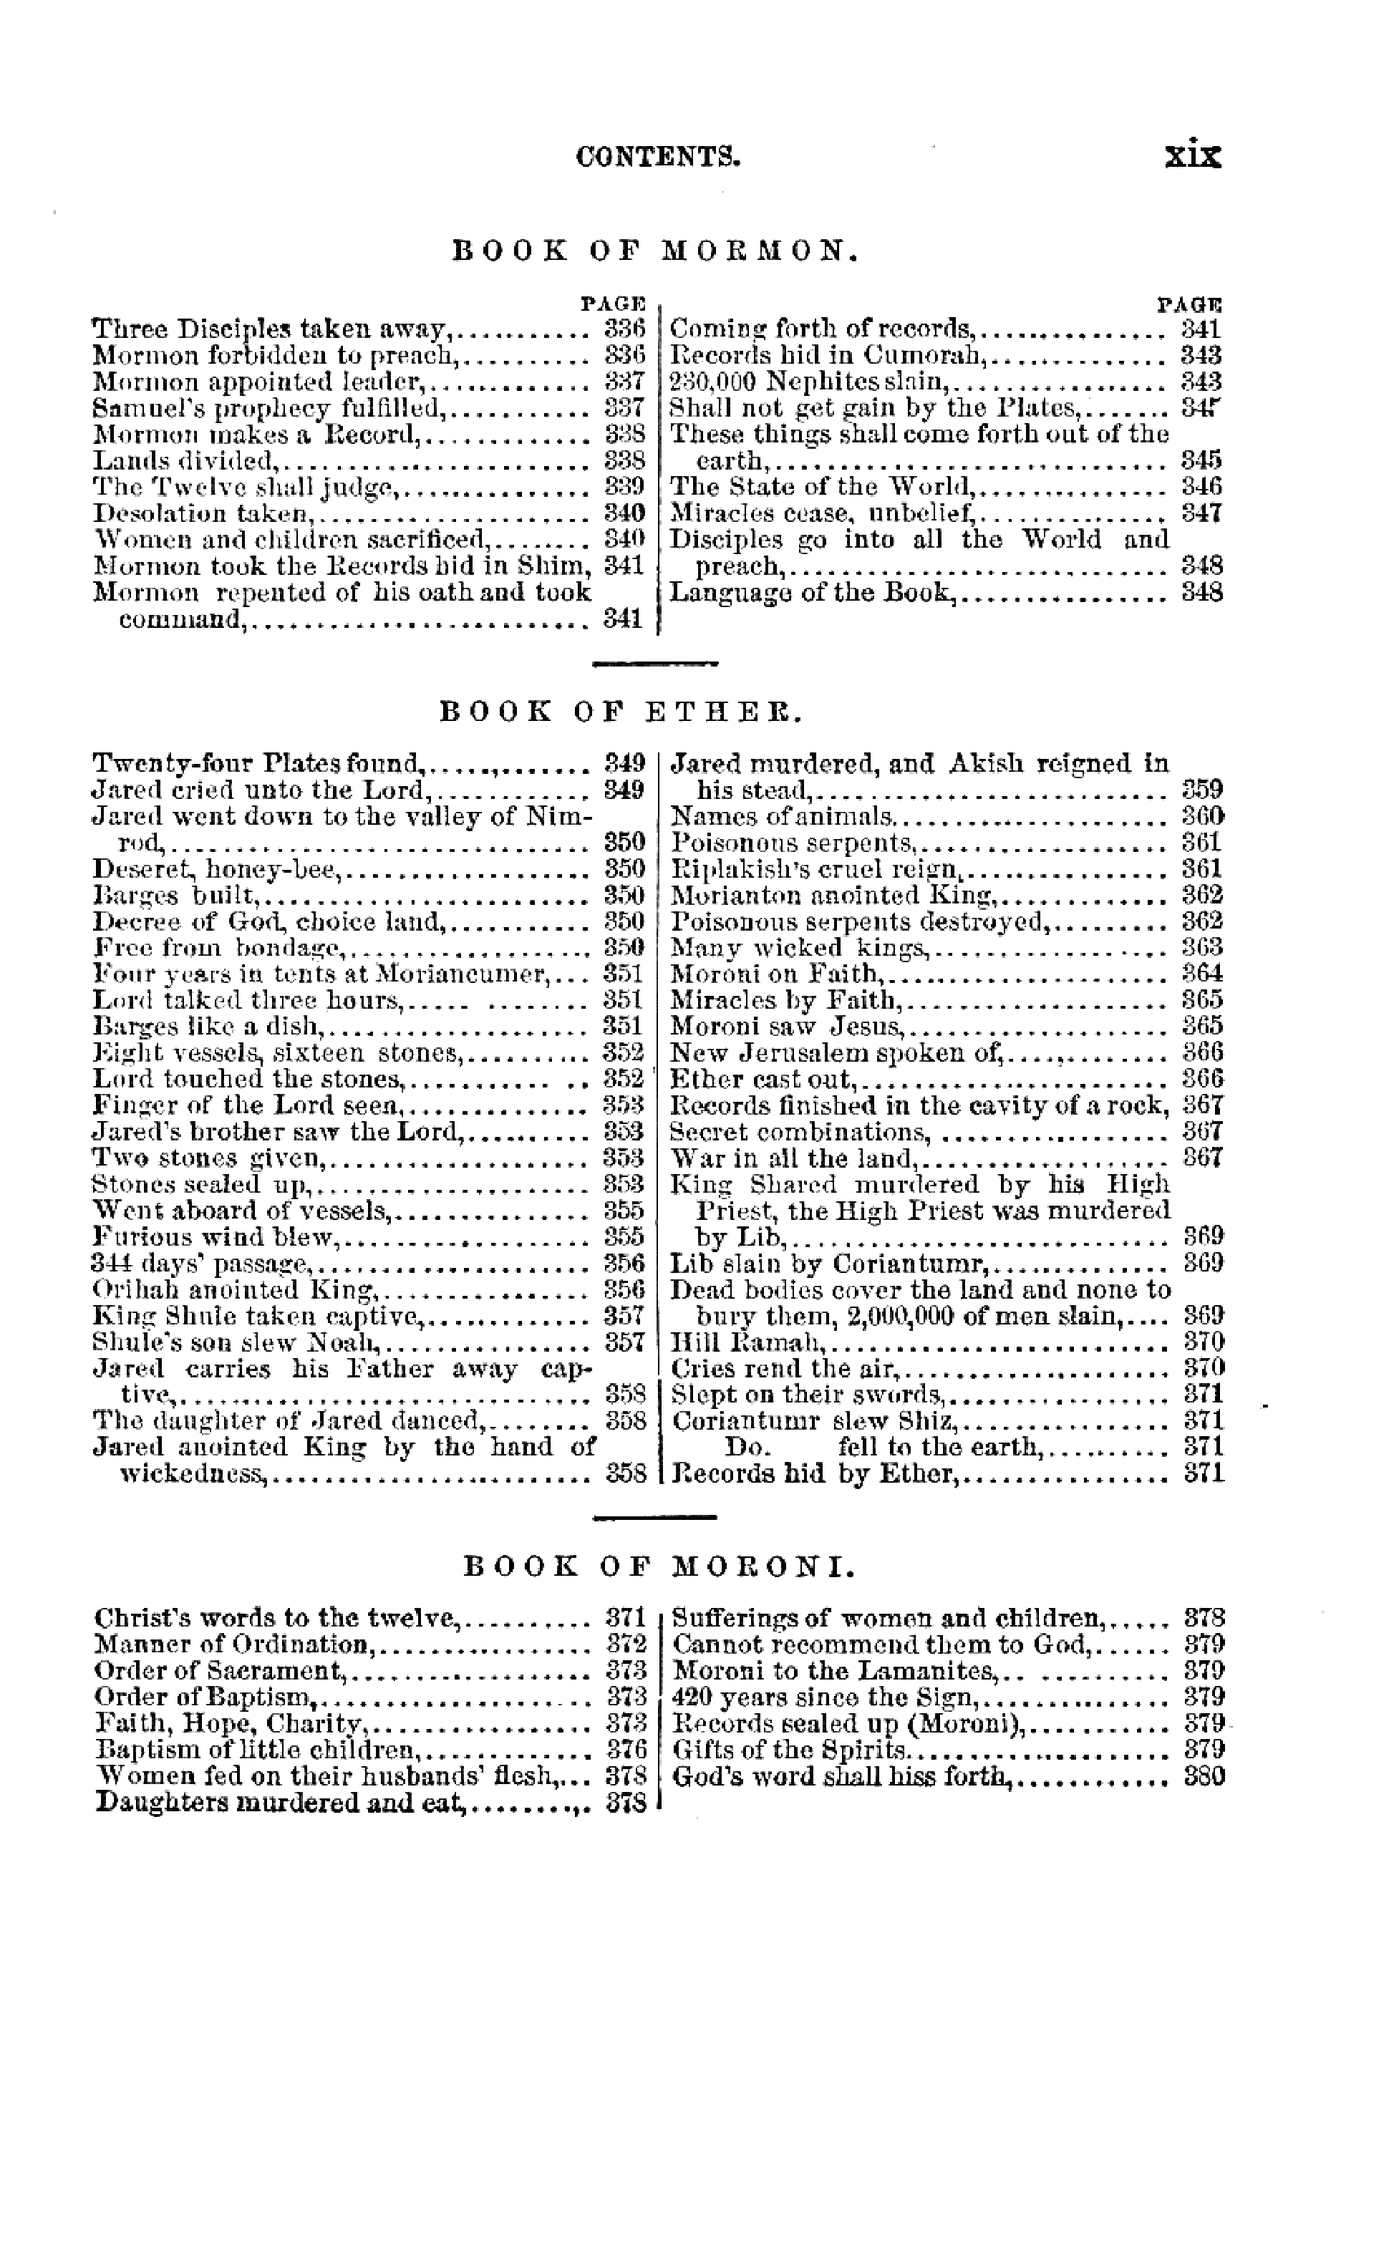 CONTENTS. xix
BOOK OF MORMON.
PAGE
Three Disciples taken away,............ 336
Mormon forbidden to preach,.......... 336
Mormon appointed leader,............. 337
Samuel's prophecy fulfilled,........... 337
Mormon makes a Record,............. 338
Lands divided,........................ 338
The Twelve shall judge,............... 339
Desolation taken,..................... 340
Women and children sacrificed,........ 340
Mormon took the Records hid in Shim, 341
Mormon repented of his oath and took
command,........................... 341
PAGE
Coming forth of records,............... 341
Records hid in Cumorah,.............. 343
230,000 Nephites slain,................. 343
Shall not get gain by the Plates,.......
These things shall come forth out of the
earth,............................... 345
The State of the World,............... 346
Miracles cease, unbelief,............... 347
Disciples go into all the World and
preach,.............................. 348
Language of the Book,................ 348
BOOK OF ETHER.
Twenty-four Plates found,............. 349
Jared cried unto the Lord,............ 349
Jared went down to the valley of Nim-
rod,................................. 350
Deseret, honey-bee,................... 350
Barges built,.......................... 350
Decree of God, choice land,........... 350
Free from bondage,................... 350
Four years in tents at Moriancumer,... 351
Lord talked three hours,..... ........ 351
Barges like a dish,.................... 351
Eight vessels, sixteen stones,.......... 352
Lord touched the stones,........... .. 352
Finger of the Lord seen,.............. 353
Jared's brother saw the Lord,.......... 353
Two stones given,.................... 353
Stones sealed up,..................... 353
Went aboard of vessels,............... 355
Furious wind blew,................... 355
344 days' passage,..................... 356
Orihah anointed King,................ 356
King Shule taken captive,............. 357
Shule's son slew Noah,................ 357
Jared carries his Father away cap-
tive,................................ 358
The daughter of Jared danced,........ 358
Jared anointed King by the hand of
wickedness,......................... 358
Jared murdered, and Akish reigned in
his stead,........................... 359
Names of animals..................... 360
Poisonous serpents,................... 361
Riplakish's cruel reign,................ 361
Morianton anointed King,............. 362
Poisonous serpents destroyed,......... 362
Many wicked kings,.................. 363
Moroni on Faith,...................... 364
Miracles by Faith,.................... 365
Moroni saw Jesus,.................... 365
New Jerusalem spoken of,............ 366
Ether cast out,........................ 366
Records finished in the cavity of a rock, 367
Secret combinations, .................. 367
War in all the land,................... 367
King Shared murdered by his High
Priest, the High Priest was murdered
by Lib,............................. 369
Lib slain by Coriantumr,.............. 369
Dead bodies cover the land and none to
bury them, 2,000,000 of men slain,.... 369
Hill Ramah,.......................... 370
Cries rend the air,..................... 370
Slept on their swords,................. 371
Coriantumr slew Shiz,................ 371
Do. fell to the earth,.......... 371
Records hid by Ether,................ 371
BOOK OF MORONI.
Christ's words to the twelve,.......... 371
Manner of Ordination,................. 372
Order of Sacrament,................... 373
Order of Baptism,..................... 373
Faith, Hope, Charity,................. 373
Baptism of little children,............. 376
Women fed on their husbands' flesh,... 378
Daughters murdered and eat,.......... 378
Sufferings of women and children,..... 378
Cannot recommend them to God,...... 379
Moroni to the Lamanites,.. .......... 379
420 years since the Sign,............... 379
Records sealed up (Moroni),........... 379
Gifts of the Spirits..................... 379
God's word shall hiss forth,............ 380